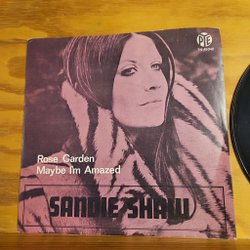 PYE
Rose Garden
Maybe I'm Amazed
SANDIE SHAW